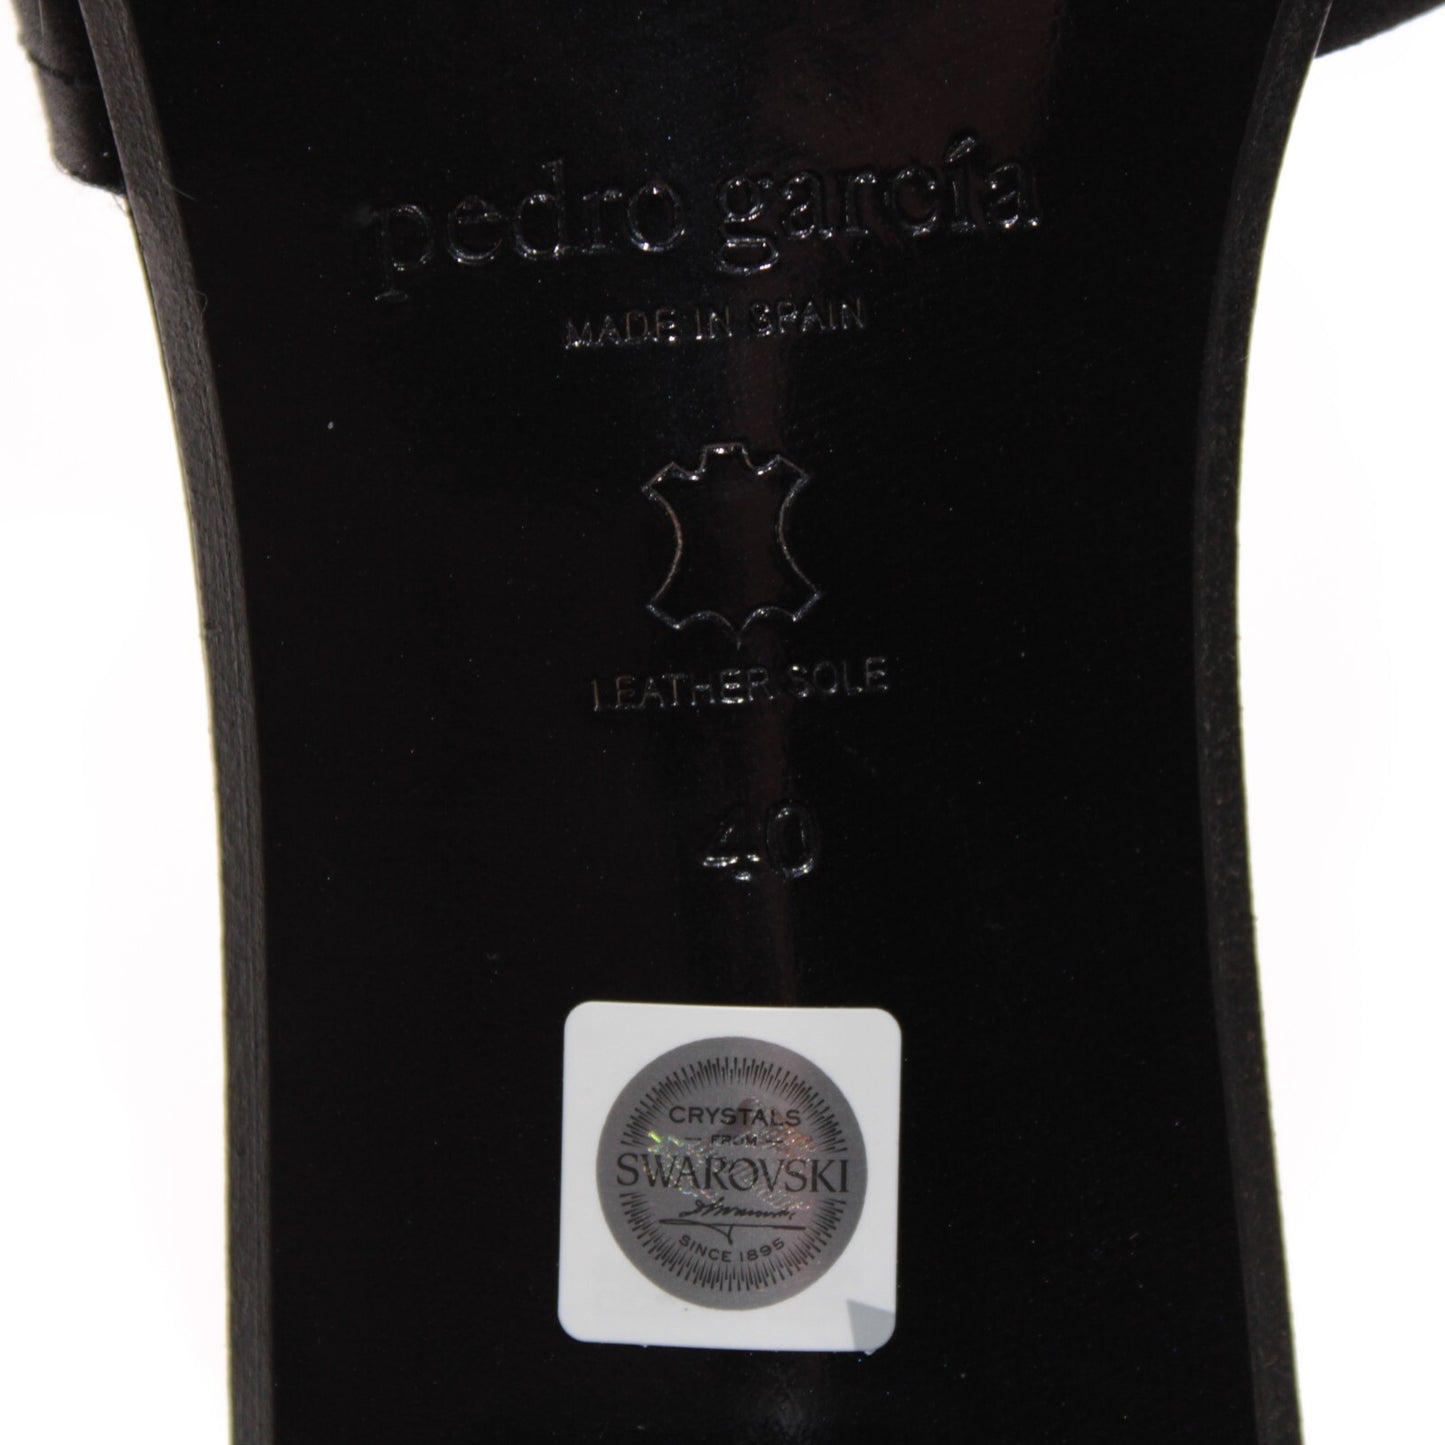 pedro garcía
MADE IN SPAIN
LEATHER SOLE
40
CRYSTALS
FROM
SWAROVSKI
SINCE 1895